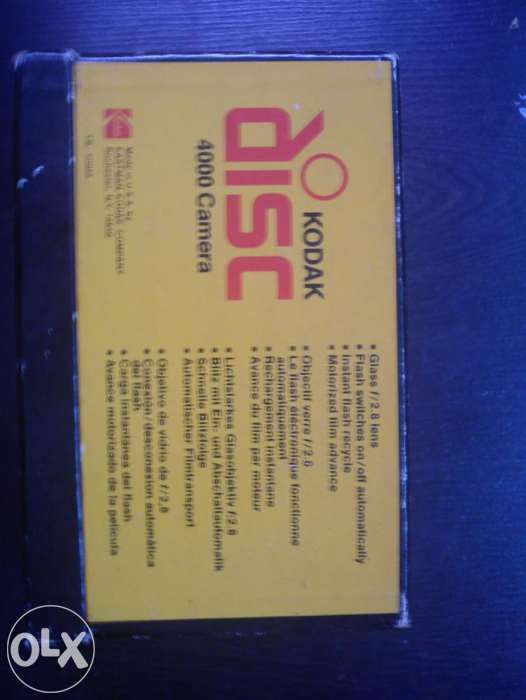 KODAK
disc
4000 Camera
Kodak
Made in U.S.A. by
EASTMAN KODAK COMPANY
Rochester, N.Y. 14650
• Glass f/2.8 lens
• Flash switches on/off automatically
• Instant flash recycle
• Motorized film advance
• Objectif verre f/2.8
• Le flash électronique fonctionne
automatiquement
• Rechargement instantané
• Avance du film par moteur
• Lichtstarkes Glasobjektiv f/2.8
• Blitz mit Ein- und Abschaltautomatik
• Schnelle Blitzfolge
• Automatischer Filmtransport
• Objetivo de vidrio de f/2,8
• Conexión/desconexión automática
del flash
• Carga instantánea del flash
• Avance motorizado de la película
OLX